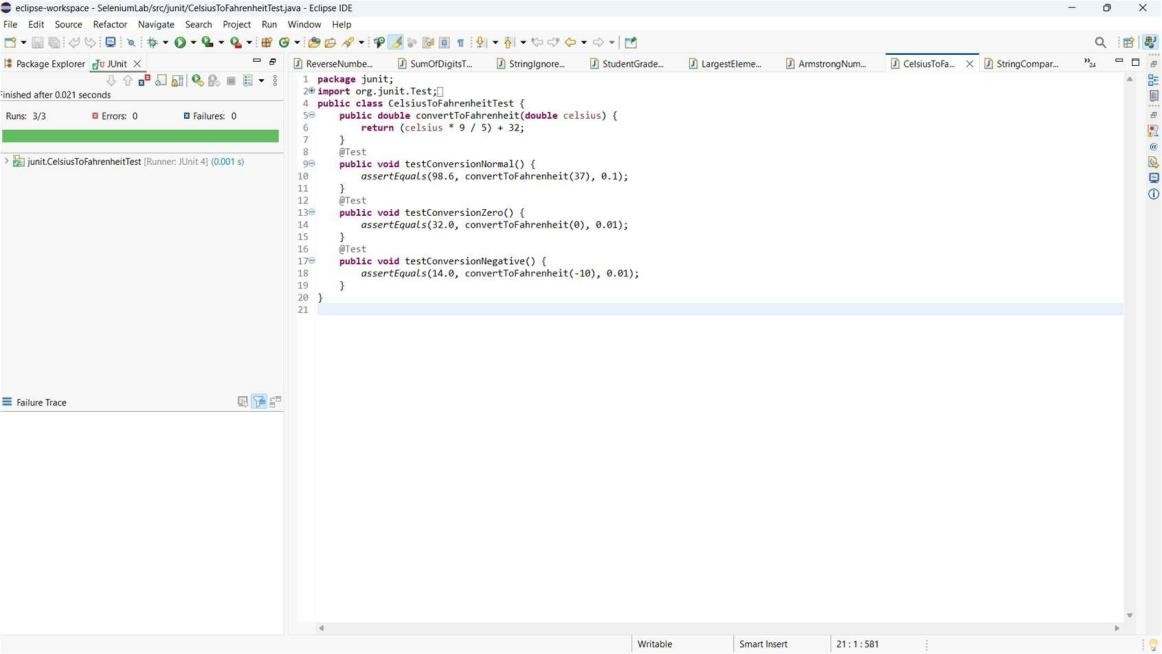 eclipse-workspace - SeleniumLab/src/junit/CelsiusToFahrenheitTest.java - Eclipse IDE
File Edit Source Refactor Navigate Search Project Run Window Help
Package Explorer JUnit
Finished after 0.021 seconds
Runs: 3/3 Errors: 0 Failures: 0
junit.CelsiusToFahrenheitTest [Runner: JUnit 4] (0.001 s)
Failure Trace
ReverseNumbe... SumOfDigitsT... StringIgnore... StudentGrade... LargestEleme... ArmstrongNum... CelsiusToFa... StringCompar... 24
1 package junit;
2 import org.junit.Test;
4 public class CelsiusToFahrenheitTest {
5 public double convertToFahrenheit(double celsius) {
6 return (celsius * 9 / 5) + 32;
7 }
8 @Test
9 public void testConversionNormal() {
10 assertEquals(98.6, convertToFahrenheit(37), 0.1);
11 }
12 @Test
13 public void testConversionZero() {
14 assertEquals(32.0, convertToFahrenheit(0), 0.01);
15 }
16 @Test
17 public void testConversionNegative() {
18 assertEquals(14.0, convertToFahrenheit(-10), 0.01);
19 }
20 }
21
Writable Smart Insert 21 : 1 : 581